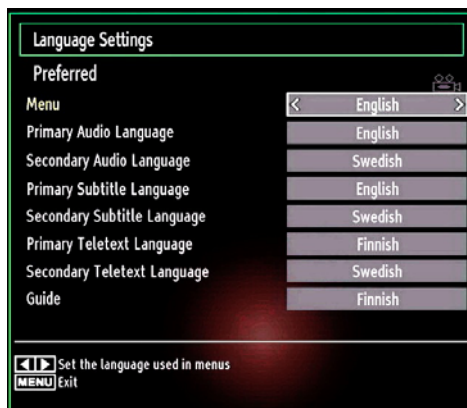 Language Settings
Preferred
Menu < English >
Primary Audio Language English
Secondary Audio Language Swedish
Primary Subtitle Language English
Secondary Subtitle Language Swedish
Primary Teletext Language Finnish
Secondary Teletext Language Swedish
Guide Finnish
Set the language used in menus
MENU Exit